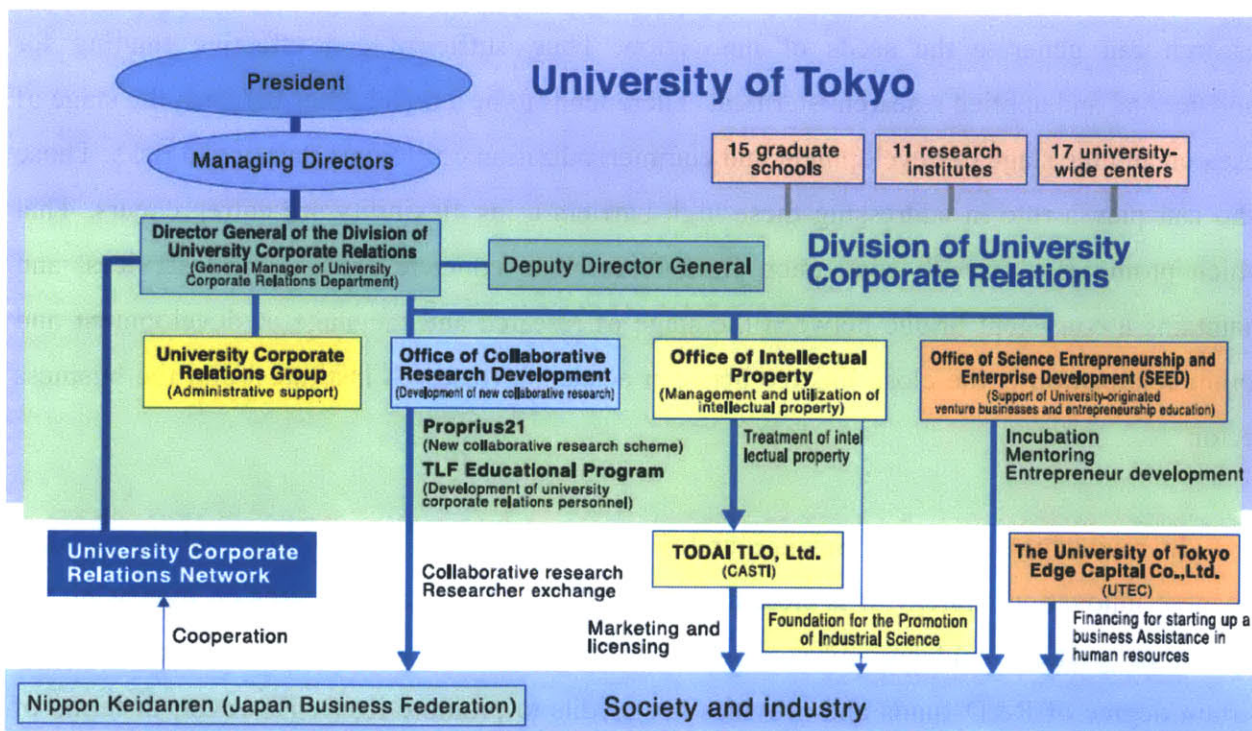 President
University of Tokyo
Managing Directors
15 graduate
schools
11 research
institutes
17 university-
wide centers
Director General of the Division of
University Corporate Relations
(General Manager of University
Corporate Relations Department)
Deputy Director General
Division of University
Corporate Relations
University Corporate
Relations Group
(Administrative support)
Office of Collaborative
Research Development
(Development of new collaborative research)
Office of Intellectual
Property
(Management and utilization of
intellectual property)
Office of Science Entrepreneurship and
Enterprise Development (SEED)
(Support of University-originated
venture businesses and entrepreneurship education)
Proprius21
(New collaborative research scheme)
TLF Educational Program
(Development of university
corporate relations personnel)
Treatment of intel
lectual property
Incubation
Mentoring
Entrepreneur development
University Corporate
Relations Network
TODAI TLO, Ltd.
(CASTI)
The University of Tokyo
Edge Capital Co.,Ltd.
(UTEC)
Collaborative research
Researcher exchange
Cooperation
Marketing and
licensing
Foundation for the Promotion
of Industrial Science
Financing for starting up a
business Assistance in
human resources
Nippon Keidanren (Japan Business Federation)
Society and industry